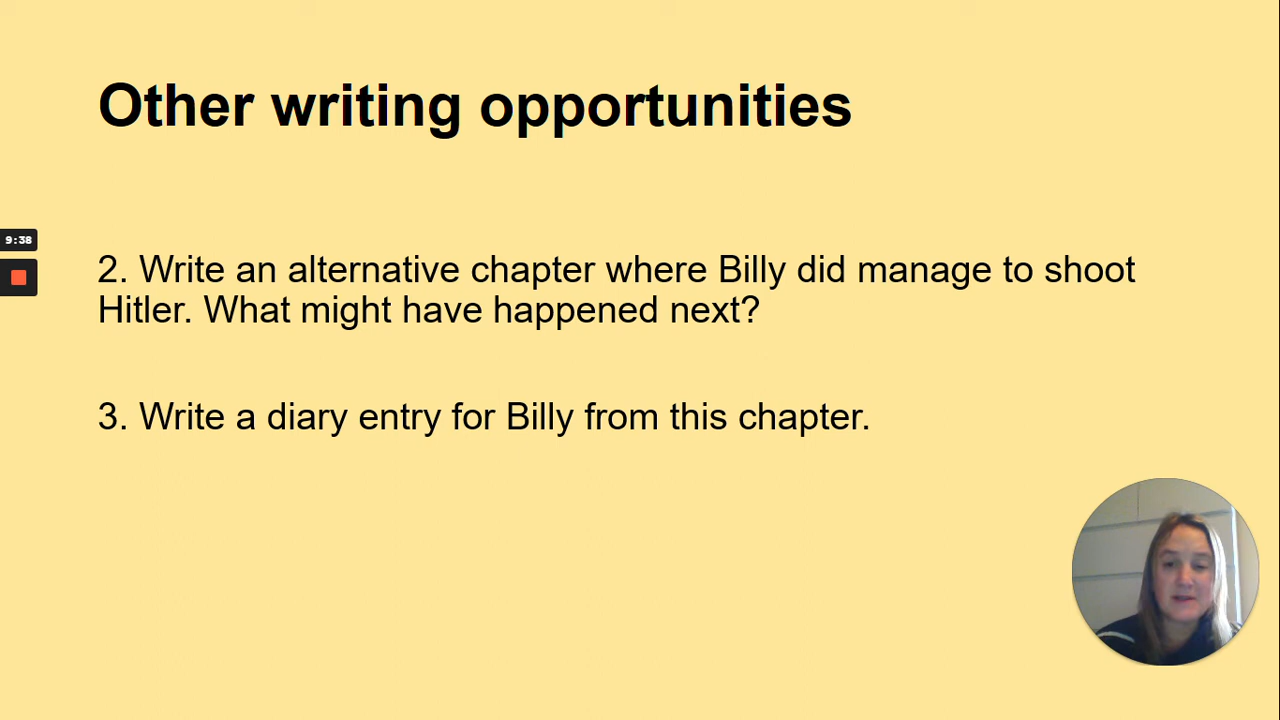 Other writing opportunities
9:38
2. Write an alternative chapter where Billy did manage to shoot
Hitler. What might have happened next?
3. Write a diary entry for Billy from this chapter.